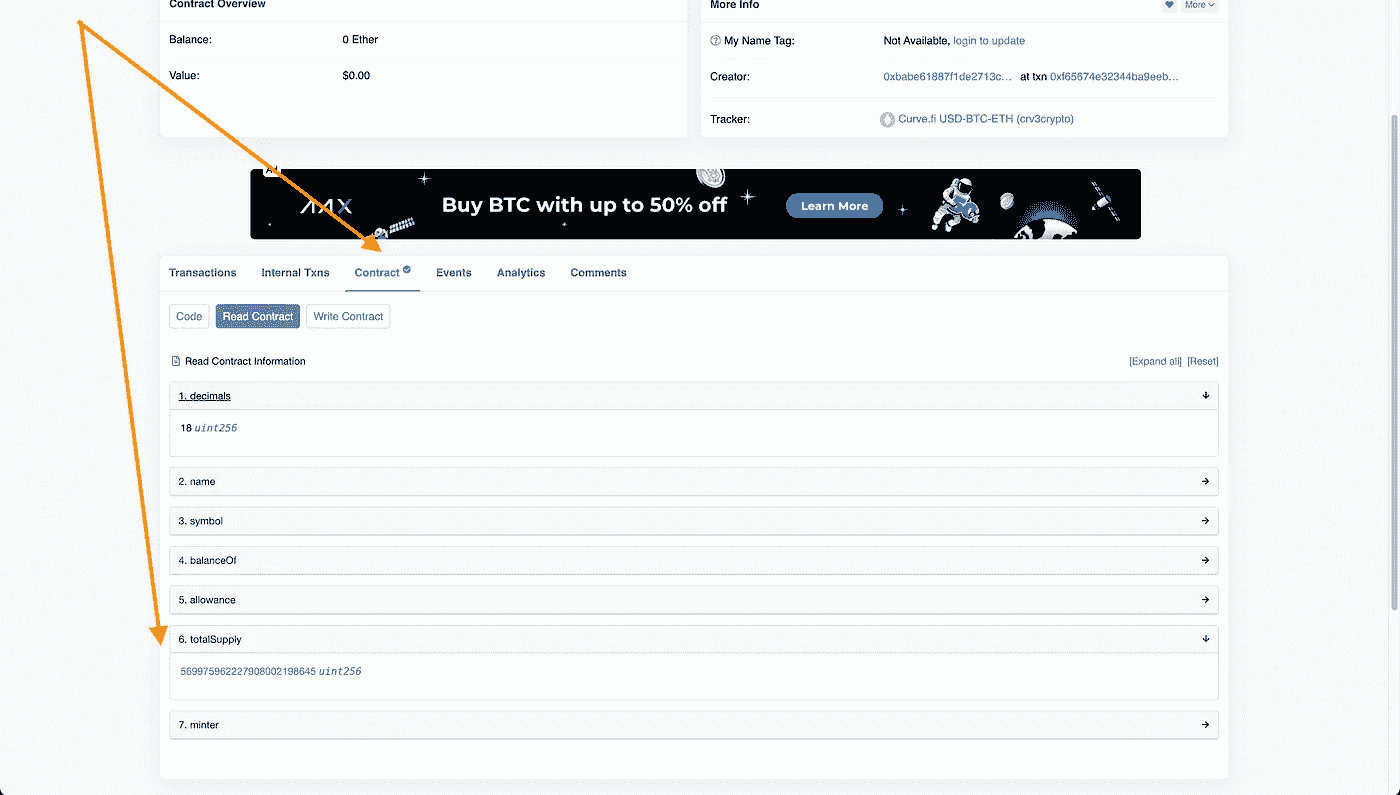 Contract Overview
More Info
More
Balance:
0 Ether
My Name Tag:
Not Available, login to update
Value:
$0.00
Creator:
0xbabe61887f1de2713c... at txn 0xf65674e32344ba9eeb...
Tracker:
Curve.fi USD-BTC-ETH (crv3crypto)
Ad
AAX
Buy BTC with up to 50% off
Learn More
Transactions
Internal Txns
Contract
Events
Analytics
Comments
Code
Read Contract
Write Contract
Read Contract Information
[Expand all] [Reset]
1. decimals
18 uint256
2. name
3. symbol
4. balanceOf
5. allowance
6. totalSupply
569975962227908002198645 uint256
7. minter